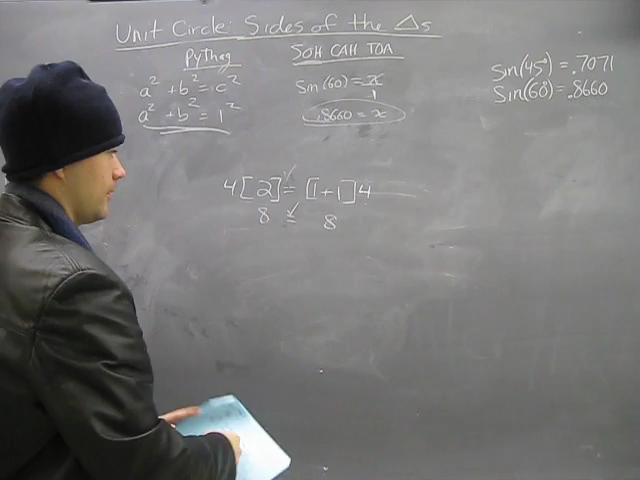 Unit Circle: Sides of the Δs
Pythag
a² + b² = c²
a² + b² = 1²
SOH CAH TOA
sin(60) = x/1
.8660 = x
sin(45°) = .7071
Sin(60) = .8660
4[2] = [1+1]4
8 = 8